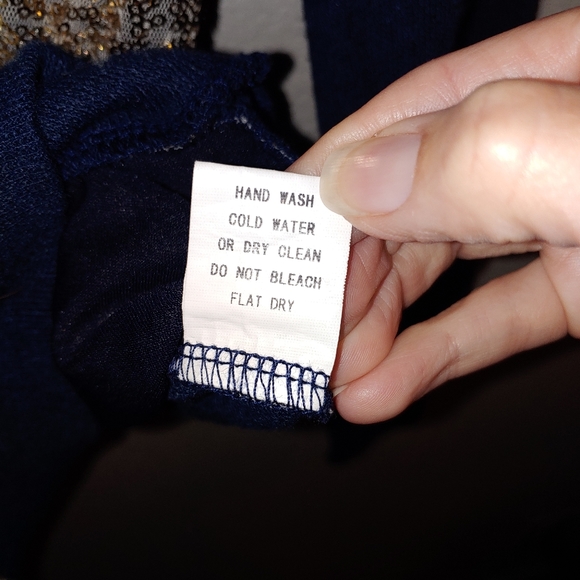 HAND WASH
COLD WATER
OR DRY CLEAN
DO NOT BLEACH
FLAT DRY